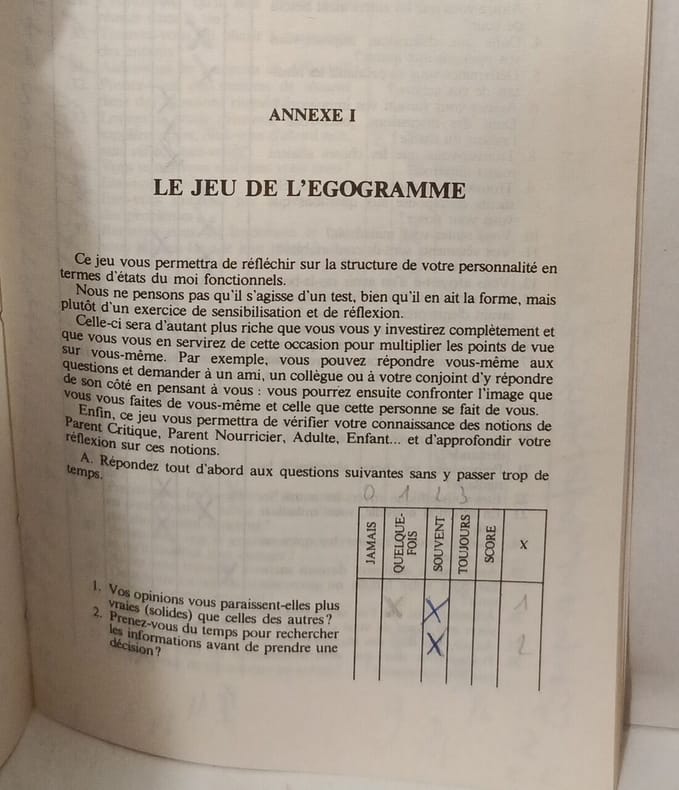 ANNEXE I
LE JEU DE L'EGOGRAMME
Ce jeu vous permettra de réfléchir sur la structure de votre personnalité en
termes d'états du moi fonctionnels.
Nous ne pensons pas qu'il s'agisse d'un test, bien qu'il en ait la forme, mais
plutôt d'un exercice de sensibilisation et de réflexion.
Celle-ci sera d'autant plus riche que vous vous y investirez complètement et
que vous vous en servirez de cette occasion pour multiplier les points de vue
sur vous-même. Par exemple, vous pouvez répondre vous-même aux
questions et demander à un ami, un collègue ou à votre conjoint d'y répondre
de son côté en pensant à vous : vous pourrez ensuite confronter l'image que
vous vous faites de vous-même et celle que cette personne se fait de vous.
Enfin, ce jeu vous permettra de vérifier votre connaissance des notions de
Parent Critique, Parent Nourricier, Adulte, Enfant... et d'approfondir votre
réflexion sur ces notions.
A. Répondez tout d'abord aux questions suivantes sans y passer trop de
temps.
0 1 2 3
JAMAIS
QUELQUE-
FOIS
SOUVENT
TOUJOURS
SCORE
X
1. Vos opinions vous paraissent-elles plus
vraies (solides) que celles des autres? X X 1
2. Prenez-vous du temps pour rechercher
les informations avant de prendre une X 2
décision?